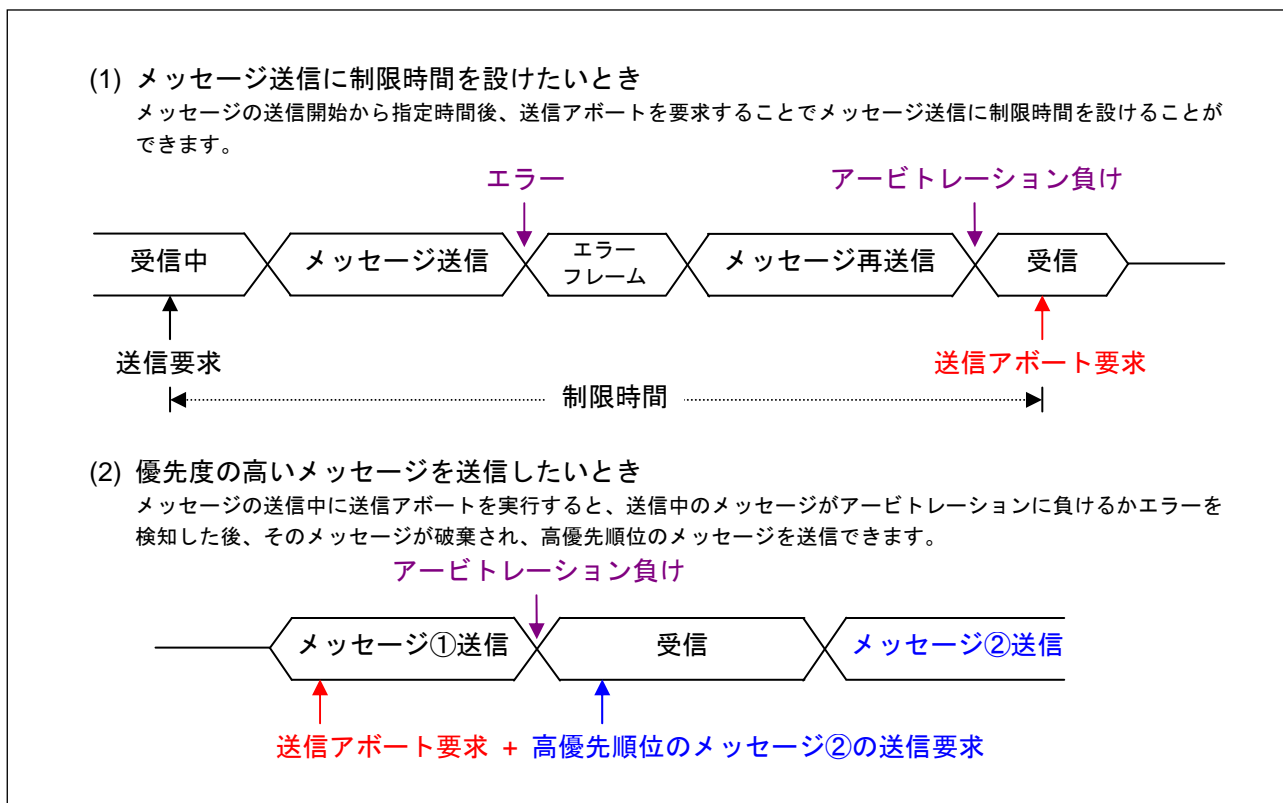 (1) メッセージ送信に制限時間を設けたいとき
メッセージの送信開始から指定時間後、送信アボートを要求することでメッセージ送信に制限時間を設けることが
できます。
エラー
アービトレーション負け
受信中
メッセージ送信
エラー
フレーム
メッセージ再送信
受信
送信要求
送信アボート要求
制限時間
(2) 優先度の高いメッセージを送信したいとき
メッセージの送信中に送信アボートを実行すると、送信中のメッセージがアービトレーションに負けるかエラーを
検知した後、そのメッセージが破棄され、高優先順位のメッセージを送信できます。
アービトレーション負け
メッセージ①送信
受信
メッセージ②送信
送信アボート要求 + 高優先順位のメッセージ②の送信要求